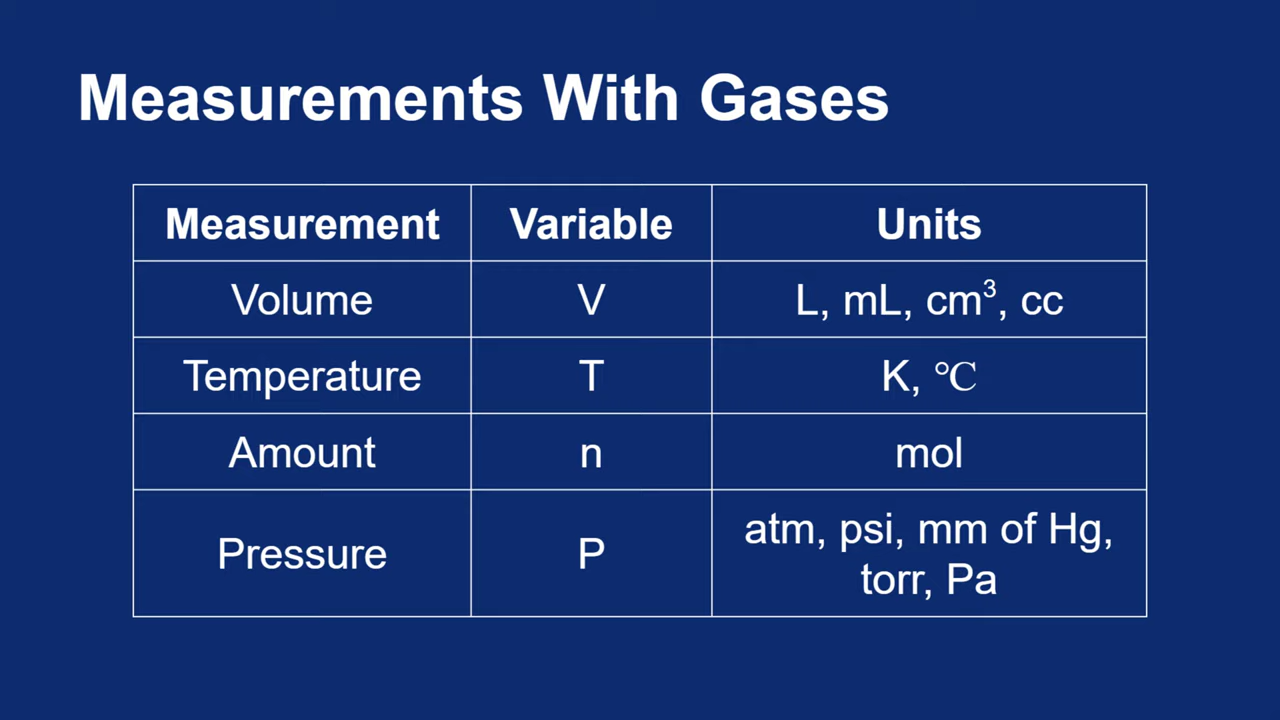 Measurements With Gases
Measurement Variable Units
Volume V L, mL, cm³, cc
Temperature T K, ℃
Amount n mol
Pressure P atm, psi, mm of Hg,
torr, Pa